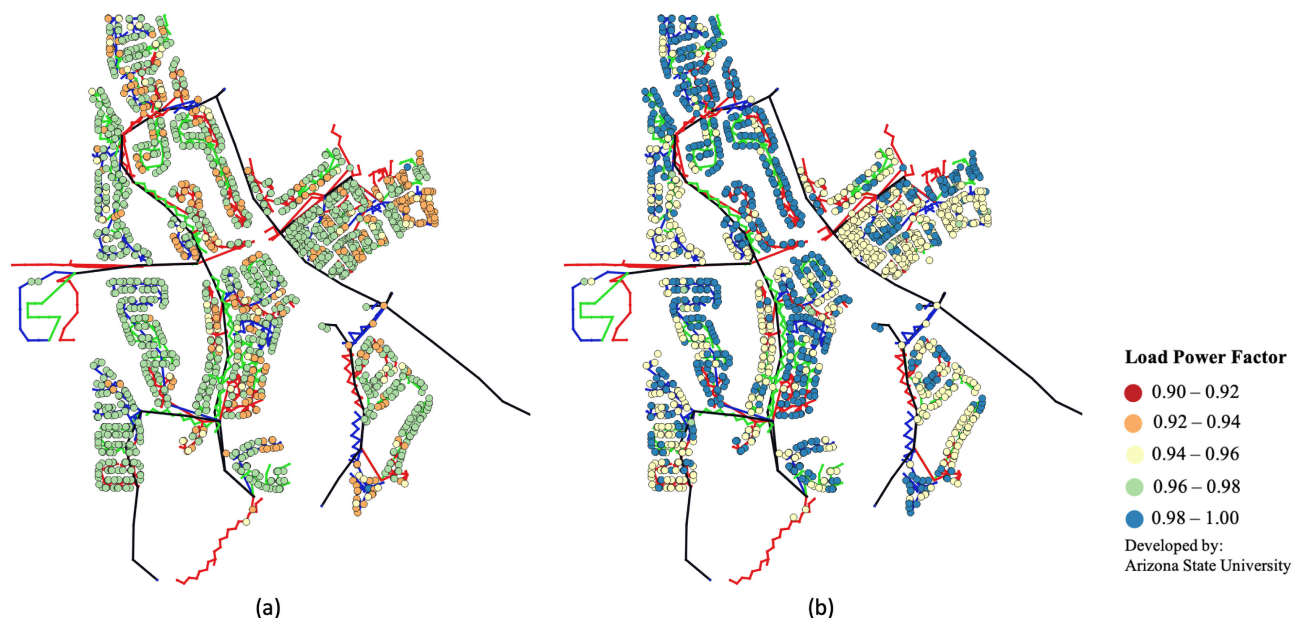 Load Power Factor
0.90 – 0.92
0.92 – 0.94
0.94 – 0.96
0.96 – 0.98
0.98 – 1.00
Developed by:
Arizona State University
(a)
(b)